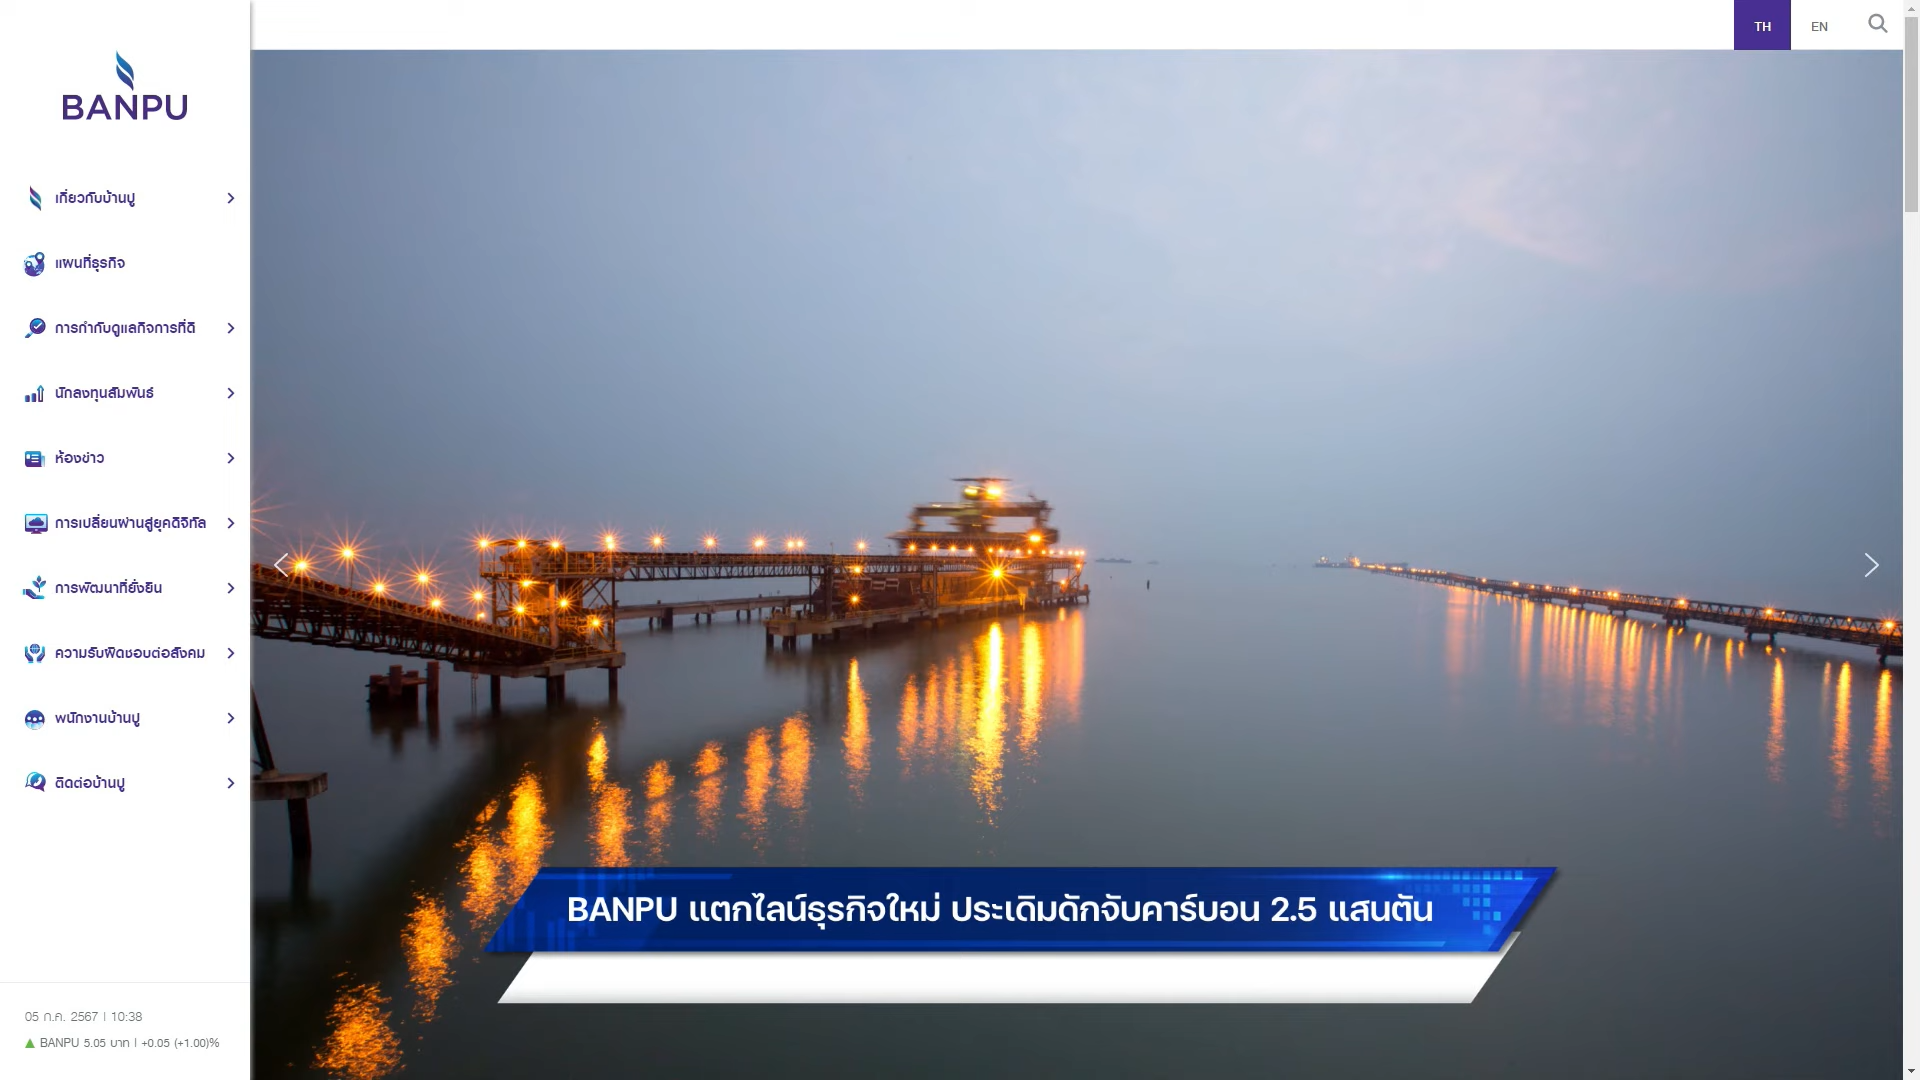 TH
EN
BANPU
เกี่ยวกับบ้านปู
แผนที่ธุรกิจ
การกำกับดูแลกิจการที่ดี
นักลงทุนสัมพันธ์
ห้องข่าว
การเปลี่ยนผ่านสู่ยุคดิจิทัล
การพัฒนาที่ยั่งยืน
ความรับผิดชอบต่อสังคม
พนักงานบ้านปู
ติดต่อบ้านปู
BANPU แตกไลน์ธุรกิจใหม่ ประเดิมดักจับคาร์บอน 2.5 แสนตัน
05 ก.ค. 2567 | 10:38
BANPU 5.05 บาท | +0.05 (+1.00)%